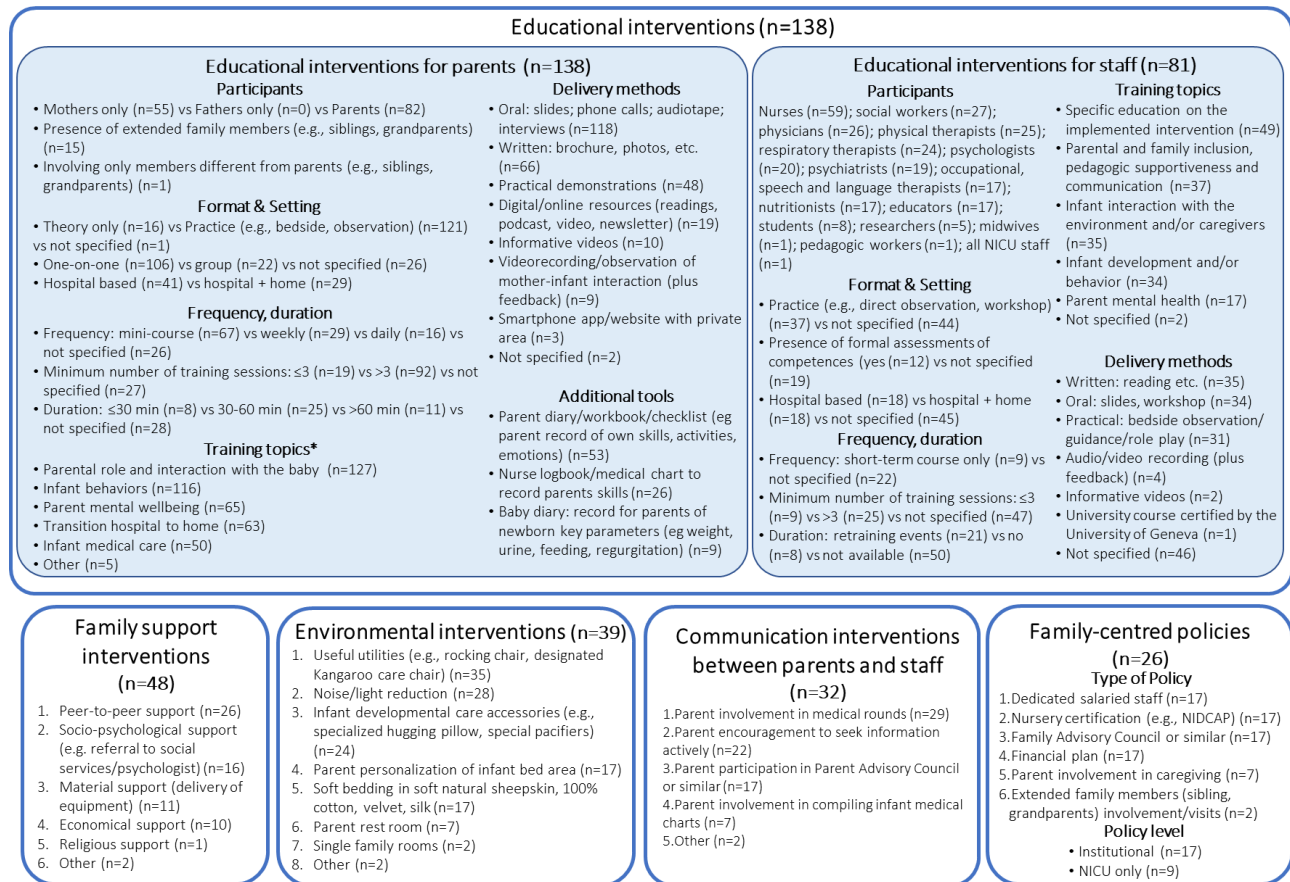 Educational interventions (n=138)
Educational interventions for parents (n=138)
Participants
• Mothers only (n=55) vs Fathers only (n=0) vs Parents (n=82)
• Presence of extended family members (e.g., siblings, grandparents)
(n=15)
• Involving only members different from parents (e.g., siblings,
grandparents) (n=1)
Format & Setting
• Theory only (n=16) vs Practice (e.g., bedside, observation) (n=121)
vs not specified (n=1)
• One-on-one (n=106) vs group (n=22) vs not specified (n=26)
• Hospital based (n=41) vs hospital + home (n=29)
Frequency, duration
• Frequency: mini-course (n=67) vs weekly (n=29) vs daily (n=16) vs
not specified (n=26)
• Minimum number of training sessions: ≤3 (n=19) vs >3 (n=92) vs not
specified (n=27)
• Duration: ≤30 min (n=8) vs 30-60 min (n=25) vs >60 min (n=11) vs
not specified (n=28)
Training topics*
• Parental role and interaction with the baby (n=127)
• Infant behaviors (n=116)
• Parent mental wellbeing (n=65)
• Transition hospital to home (n=63)
• Infant medical care (n=50)
• Other (n=5)
Delivery methods
• Oral: slides; phone calls; audiotape;
interviews (n=118)
• Written: brochure, photos, etc.
(n=66)
• Practical demonstrations (n=48)
• Digital/online resources (readings,
podcast, video, newsletter) (n=19)
• Informative videos (n=10)
• Videorecording/observation of
mother-infant interaction (plus
feedback) (n=9)
• Smartphone app/website with private
area (n=3)
• Not specified (n=2)
Additional tools
• Parent diary/workbook/checklist (eg
parent record of own skills, activities,
emotions) (n=53)
• Nurse logbook/medical chart to
record parents skills (n=26)
• Baby diary: record for parents of
newborn key parameters (eg weight,
urine, feeding, regurgitation) (n=9)
Educational interventions for staff (n=81)
Participants
Nurses (n=59); social workers (n=27);
physicians (n=26); physical therapists (n=25);
respiratory therapists (n=24); psychologists
(n=20); psychiatrists (n=19); occupational,
speech and language therapists (n=17);
nutritionists (n=17); educators (n=17);
students (n=8); researchers (n=5); midwives
(n=1); pedagogic workers (n=1); all NICU staff
(n=1)
Format & Setting
• Practice (e.g., direct observation, workshop)
(n=37) vs not specified (n=44)
• Presence of formal assessments of
competences (yes (n=12) vs not specified
(n=19)
• Hospital based (n=18) vs hospital + home
(n=18) vs not specified (n=45)
Frequency, duration
• Frequency: short-term course only (n=9) vs
not specified (n=22)
• Minimum number of training sessions: ≤3
(n=9) vs >3 (n=25) vs not specified (n=47)
• Duration: retraining events (n=21) vs no
(n=8) vs not available (n=50)
Training topics
• Specific education on the
implemented intervention (n=49)
• Parental and family inclusion,
pedagogic supportiveness and
communication (n=37)
• Infant interaction with the
environment and/or caregivers
(n=35)
• Infant development and/or
behavior (n=34)
• Parent mental health (n=17)
• Not specified (n=2)
Delivery methods
• Written: reading etc. (n=35)
• Oral: slides, workshop (n=34)
• Practical: bedside observation/
guidance/role play (n=31)
• Audio/video recording (plus
feedback) (n=4)
• Informative videos (n=2)
• University course certified by the
University of Geneva (n=1)
• Not specified (n=46)
Family support
interventions
(n=48)
1. Peer-to-peer support (n=26)
2. Socio-psychological support
(e.g. referral to social
services/psychologist) (n=16)
3. Material support (delivery of
equipment) (n=11)
4. Economical support (n=10)
5. Religious support (n=1)
6. Other (n=2)
Environmental interventions (n=39)
1. Useful utilities (e.g., rocking chair, designated
Kangaroo care chair) (n=35)
2. Noise/light reduction (n=28)
3. Infant developmental care accessories (e.g.,
specialized hugging pillow, special pacifiers)
(n=24)
4. Parent personalization of infant bed area (n=17)
5. Soft bedding in soft natural sheepskin, 100%
cotton, velvet, silk (n=17)
6. Parent rest room (n=7)
7. Single family rooms (n=2)
8. Other (n=2)
Communication interventions
between parents and staff
(n=32)
1.Parent involvement in medical rounds (n=29)
2.Parent encouragement to seek information
actively (n=22)
3.Parent participation in Parent Advisory Council
or similar (n=17)
4.Parent involvement in compiling infant medical
charts (n=7)
5.Other (n=2)
Family-centred policies
(n=26)
Type of Policy
1.Dedicated salaried staff (n=17)
2.Nursery certification (e.g., NIDCAP) (n=17)
3.Family Advisory Council or similar (n=17)
4.Financial plan (n=17)
5.Parent involvement in caregiving (n=7)
6.Extended family members (sibling,
grandparents) involvement/visits (n=2)
Policy level
• Institutional (n=17)
• NICU only (n=9)